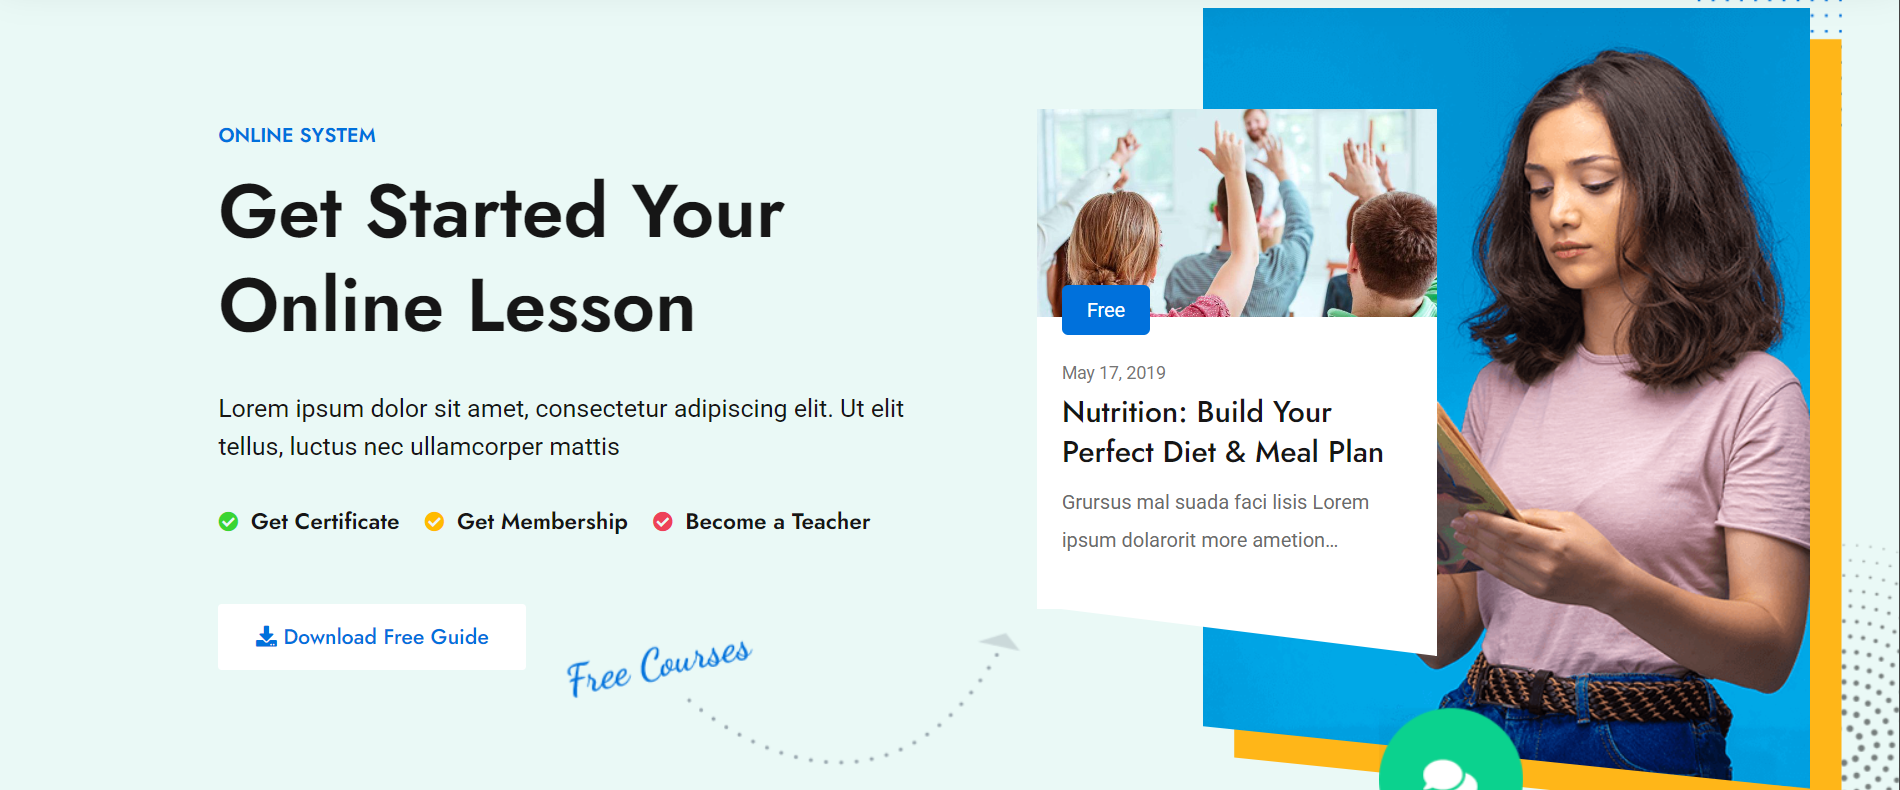 ONLINE SYSTEM
Get Started Your
Online Lesson
Lorem ipsum dolor sit amet, consectetur adipiscing elit. Ut elit
tellus, luctus nec ullamcorper mattis
Get Certificate Get Membership Become a Teacher
Download Free Guide
Free Courses
Free
May 17, 2019
Nutrition: Build Your
Perfect Diet & Meal Plan
Grursus mal suada faci lisis Lorem
ipsum dolarorit more ametion...